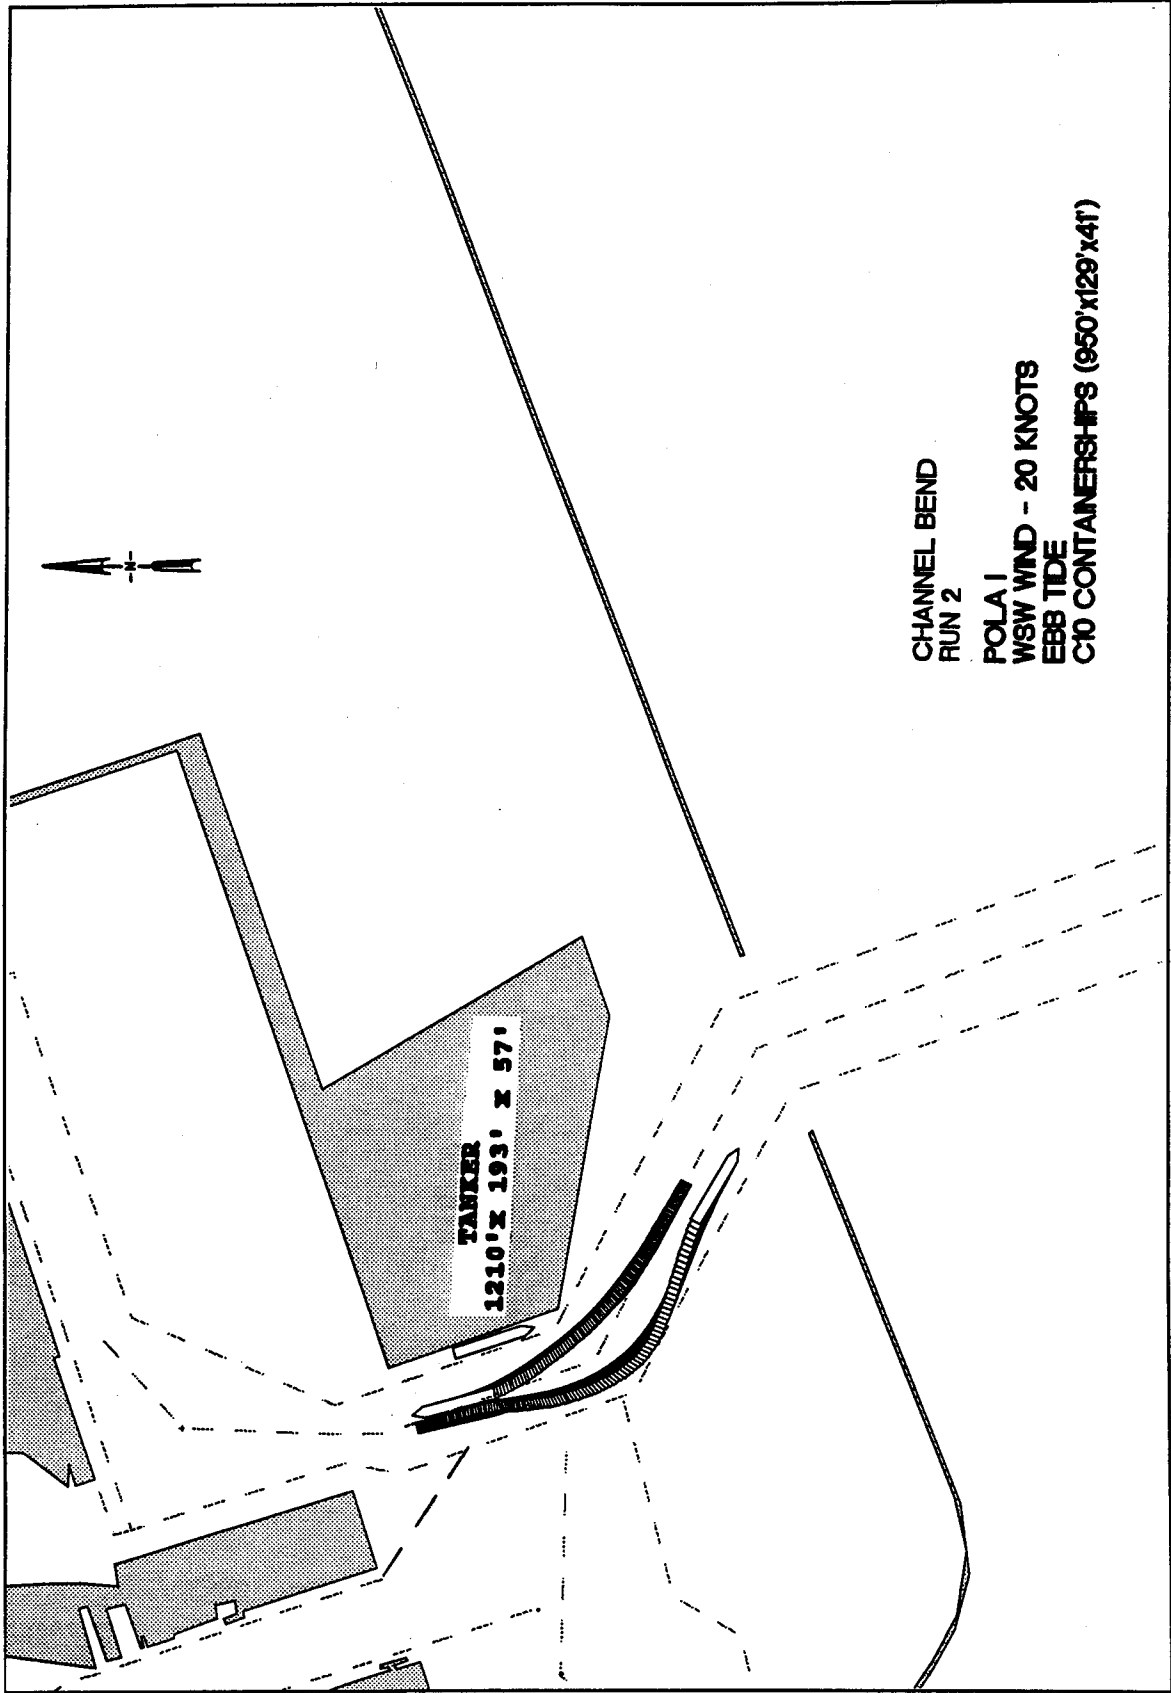 N
TANKER
1210'x 193' x 57'
CHANNEL BEND
RUN 2
POLA I
WSW WIND - 20 KNOTS
EBB TIDE
C10 CONTAINERSHIPS (950'x129'x41')